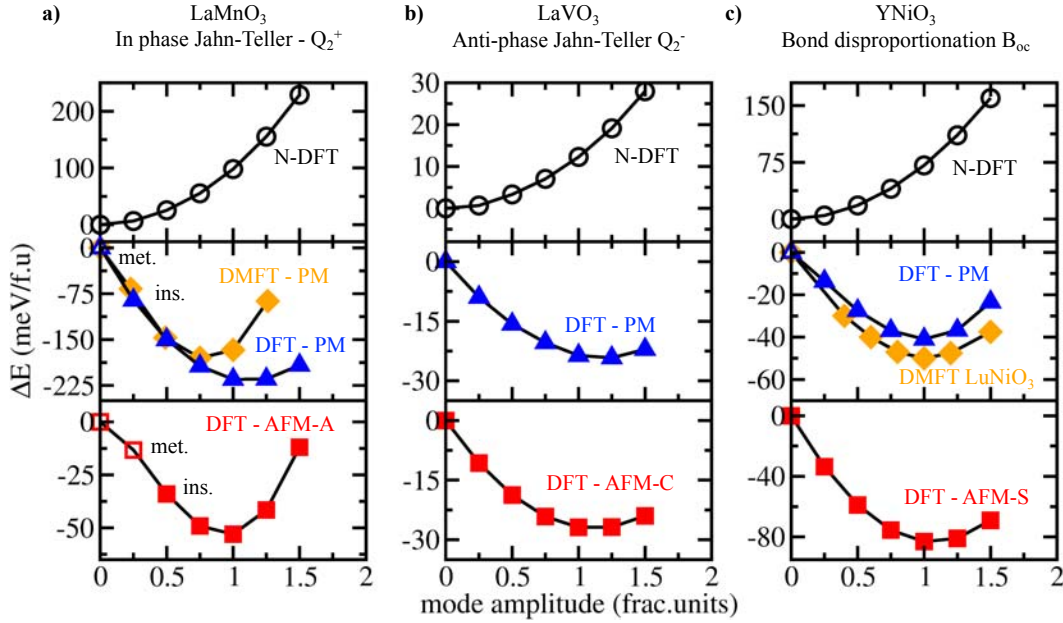 a)
LaMnO₃
In phase Jahn-Teller - Q₂⁺
b)
LaVO₃
Anti-phase Jahn-Teller Q₂⁻
c)
YNiO₃
Bond disproportionation B_oc
ΔE (meV/f.u)
200
100
0
N-DFT
30
20
10
0
N-DFT
150
75
0
N-DFT
0
-75
-150
-225
met.
ins.
DMFT - PM
DFT - PM
0
-15
-30
DFT - PM
0
-20
-40
-60
DFT - PM
DMFT LuNiO₃
0
-25
-50
DFT - AFM-A
met.
ins.
0
-15
-30
DFT - AFM-C
0
-40
-80
DFT - AFM-S
0 0.5 1 1.5 2
0 0.5 1 1.5 2
0 0.5 1 1.5 2
mode amplitude (frac.units)